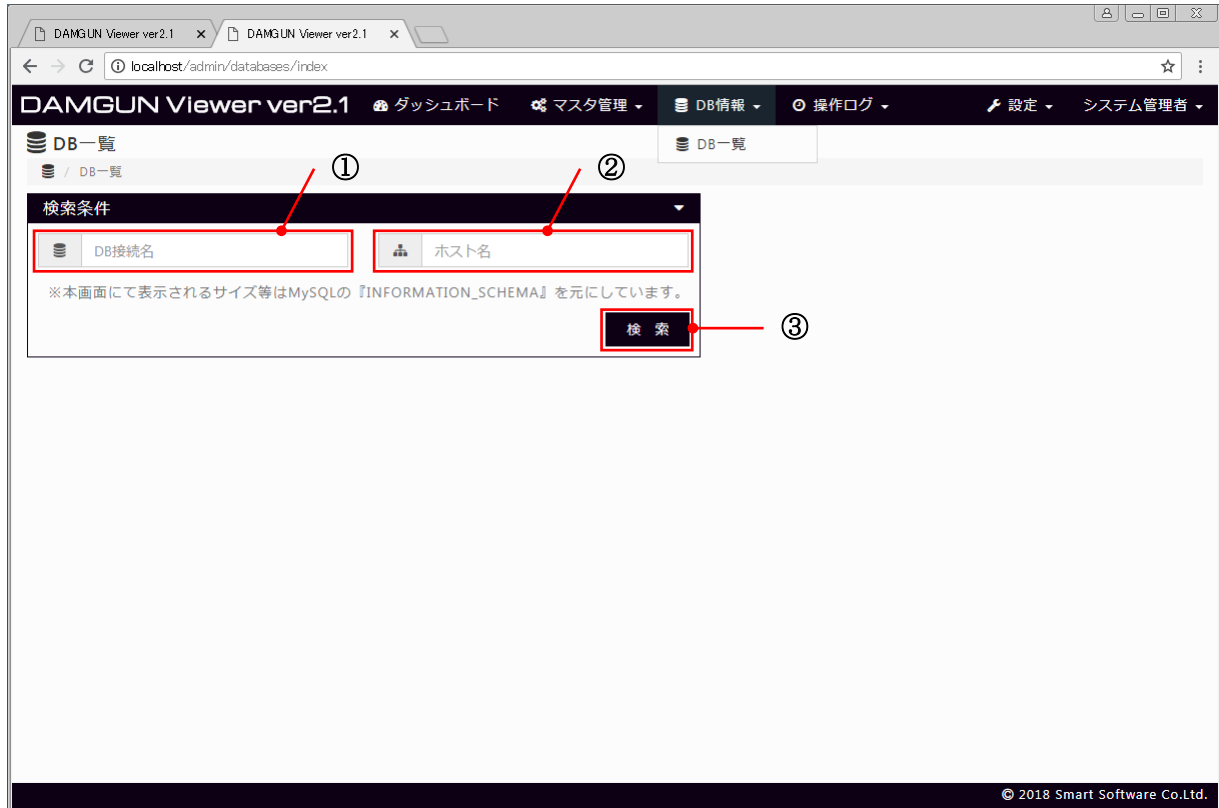 DAMGUN Viewer ver2.1
DAMGUN Viewer ver2.1
localhost/admin/databases/index
DAMGUN Viewer ver2.1 ダッシュボード マスタ管理 DB情報 操作ログ 設定 システム管理者
DB一覧
DB一覧
/ DB一覧
① ②
検索条件
DB接続名 ホスト名
※本画面にて表示されるサイズ等はMySQLの『INFORMATION_SCHEMA』を元にしています。
検 索 ③
© 2018 Smart Software Co.Ltd.